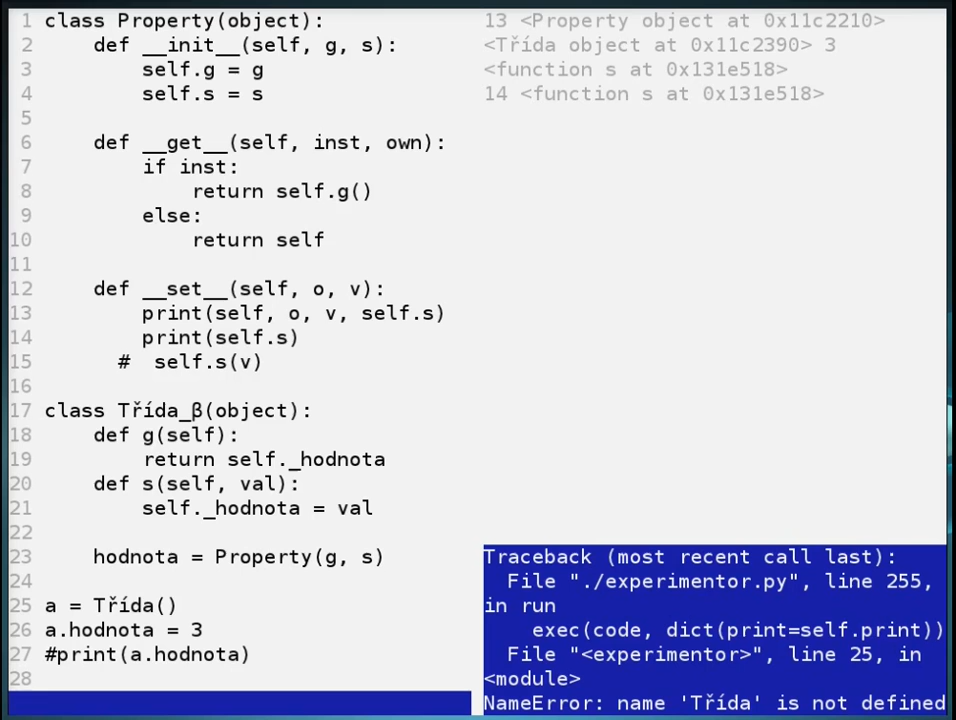 1 class Property(object):
2     def __init__(self, g, s):
3         self.g = g
4         self.s = s
5
6     def __get__(self, inst, own):
7         if inst:
8             return self.g()
9         else:
10             return self
11
12     def __set__(self, o, v):
13         print(self, o, v, self.s)
14         print(self.s)
15       #  self.s(v)
16
17 class Třída_β(object):
18     def g(self):
19         return self._hodnota
20     def s(self, val):
21         self._hodnota = val
22
23     hodnota = Property(g, s)
24
25 a = Třída()
26 a.hodnota = 3
27 #print(a.hodnota)
28
13 <Property object at 0x11c2210>
<Třída object at 0x11c2390> 3
<function s at 0x131e518>
14 <function s at 0x131e518>
Traceback (most recent call last):
  File "./experimentor.py", line 255,
in run
    exec(code, dict(print=self.print))
  File "<experimentor>", line 25, in
<module>
NameError: name 'Třída' is not defined